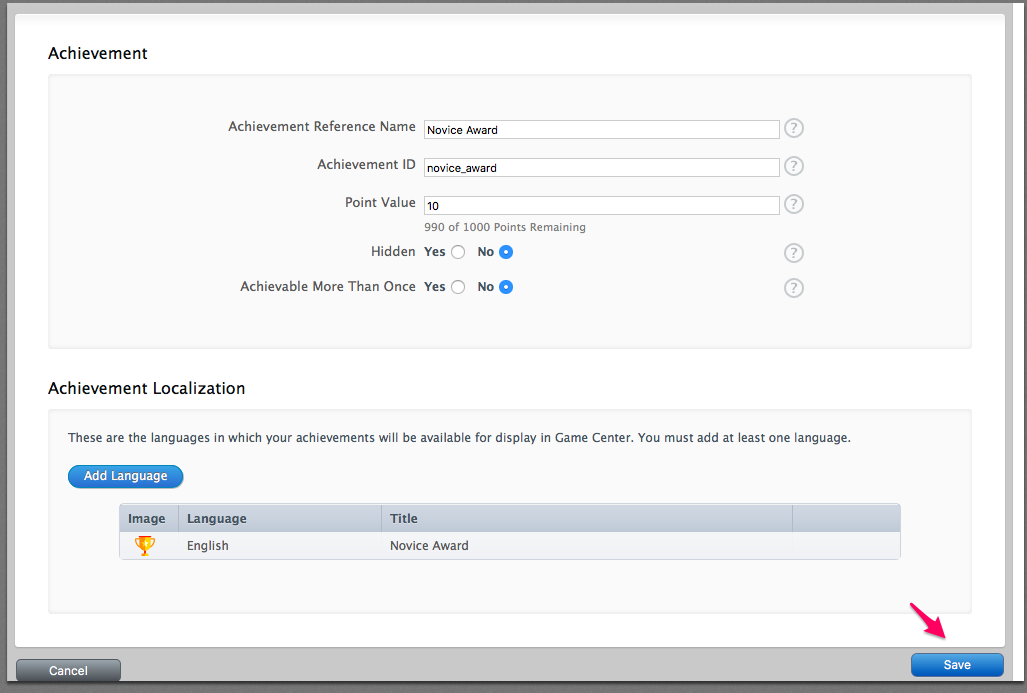 Achievement
Achievement Reference Name Novice Award ?
Achievement ID novice_award ?
Point Value 10 ?
990 of 1000 Points Remaining
Hidden Yes No ?
Achievable More Than Once Yes No ?
Achievement Localization
These are the languages in which your achievements will be available for display in Game Center. You must add at least one language.
Add Language
Image Language Title
English Novice Award
Cancel Save